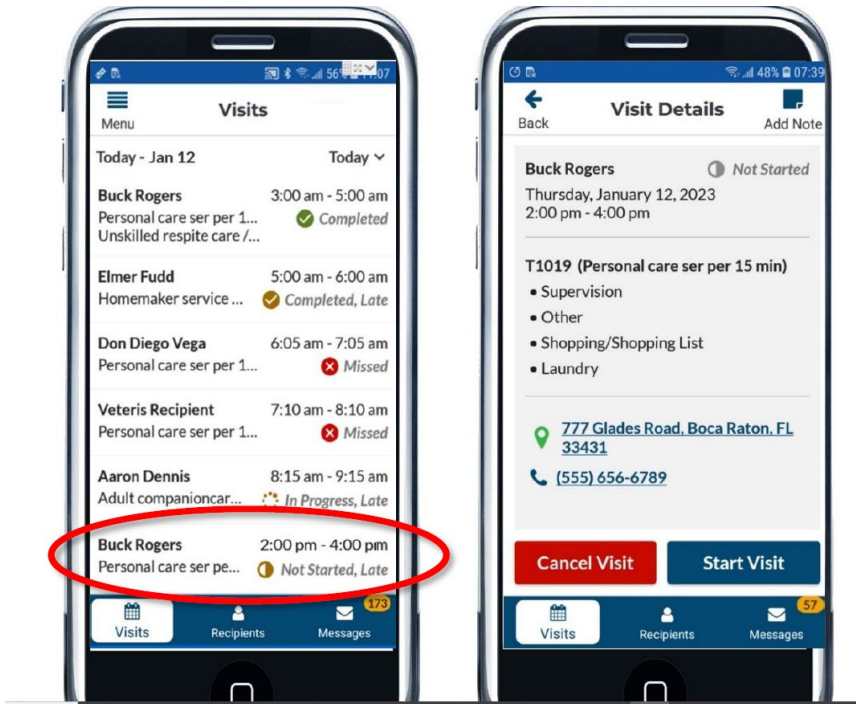 56%
07
Menu
Visits
Today - Jan 12
Today
Buck Rogers
3:00 am - 5:00 am
Personal care ser per 1...
Completed
Unskilled respite care /...
Elmer Fudd
5:00 am - 6:00 am
Homemaker service ...
Completed, Late
Don Diego Vega
6:05 am - 7:05 am
Personal care ser per 1...
Missed
Veteris Recipient
7:10 am - 8:10 am
Personal care ser per 1...
Missed
Aaron Dennis
8:15 am - 9:15 am
Adult companioncar...
In Progress, Late
Buck Rogers
2:00 pm - 4:00 pm
Personal care ser pe...
Not Started, Late
173
Visits
Recipients
Messages
48% 07:39
Back
Visit Details
Add Note
Buck Rogers
Not Started
Thursday, January 12, 2023
2:00 pm - 4:00 pm
T1019 (Personal care ser per 15 min)
• Supervision
• Other
• Shopping/Shopping List
• Laundry
777 Glades Road, Boca Raton, FL
33431
(555) 656-6789
Cancel Visit
Start Visit
57
Visits
Recipients
Messages